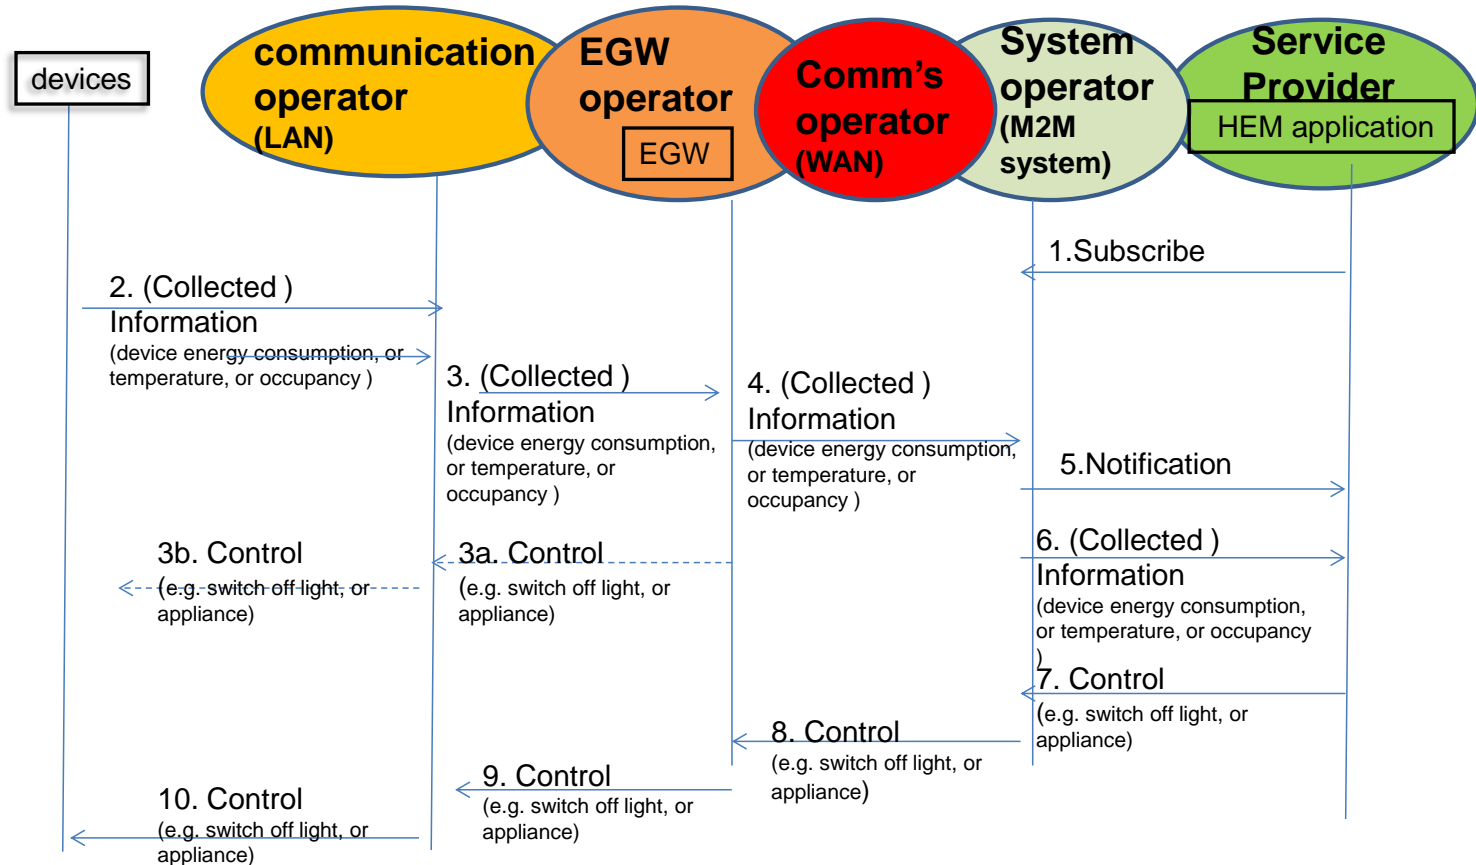 devices
communication
operator
(LAN)
EGW
operator
EGW
Comm's
operator
(WAN)
System
operator
(M2M
system)
Service
Provider
HEM application
1.Subscribe
2. (Collected )
Information
(device energy consumption, or
temperature, or occupancy )
3. (Collected )
Information
(device energy consumption,
or temperature, or
occupancy )
4. (Collected )
Information
(device energy consumption,
or temperature, or
occupancy )
5.Notification
3b. Control
(e.g. switch off light, or
appliance)
3a. Control
(e.g. switch off light, or
appliance)
6. (Collected )
Information
(device energy consumption,
or temperature, or occupancy
)
7. Control
(e.g. switch off light, or
appliance)
8. Control
(e.g. switch off light, or
appliance)
9. Control
(e.g. switch off light, or
appliance)
10. Control
(e.g. switch off light, or
appliance)